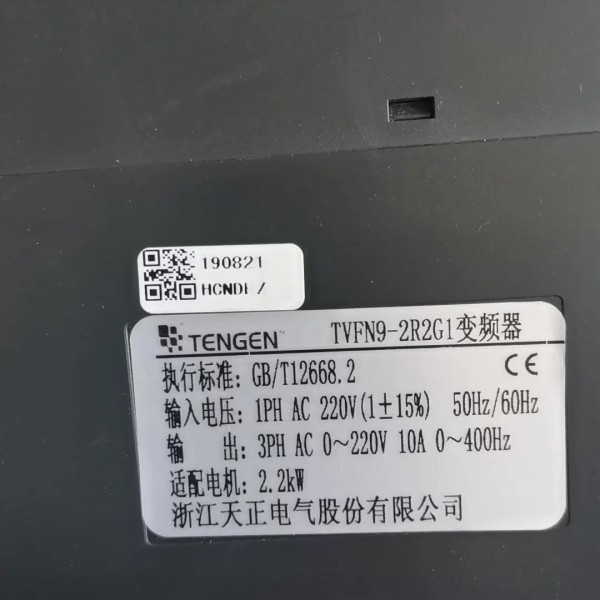 190821
TENGEN TVFN9-2R2G1变频器
执行标准: GB/T12668.2 CE
输入电压: 1PH AC 220V(1±15%) 50Hz/60Hz
输 出: 3PH AC 0～220V 10A 0～400Hz
适配电机: 2.2kW
浙江天正电气股份有限公司